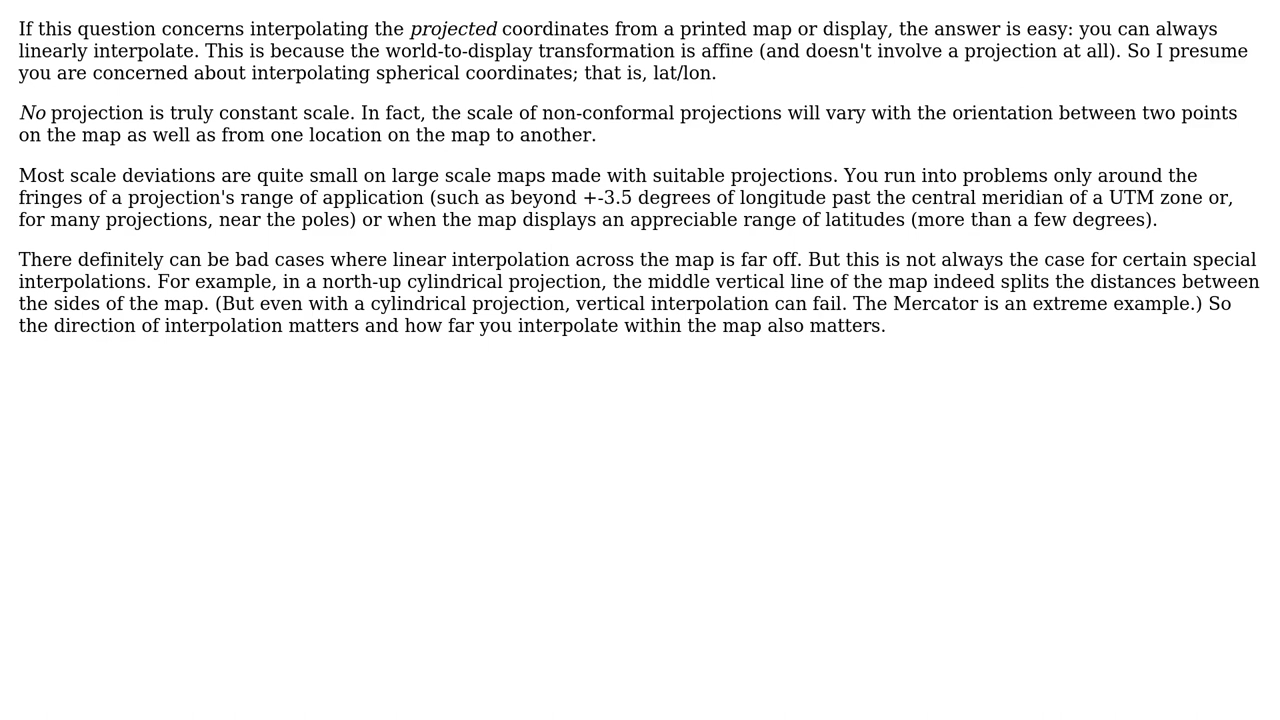 If this question concerns interpolating the projected coordinates from a printed map or display, the answer is easy: you can always
linearly interpolate. This is because the world-to-display transformation is affine (and doesn't involve a projection at all). So I presume
you are concerned about interpolating spherical coordinates; that is, lat/lon.
No projection is truly constant scale. In fact, the scale of non-conformal projections will vary with the orientation between two points
on the map as well as from one location on the map to another.
Most scale deviations are quite small on large scale maps made with suitable projections. You run into problems only around the
fringes of a projection's range of application (such as beyond +-3.5 degrees of longitude past the central meridian of a UTM zone or,
for many projections, near the poles) or when the map displays an appreciable range of latitudes (more than a few degrees).
There definitely can be bad cases where linear interpolation across the map is far off. But this is not always the case for certain special
interpolations. For example, in a north-up cylindrical projection, the middle vertical line of the map indeed splits the distances between
the sides of the map. (But even with a cylindrical projection, vertical interpolation can fail. The Mercator is an extreme example.) So
the direction of interpolation matters and how far you interpolate within the map also matters.